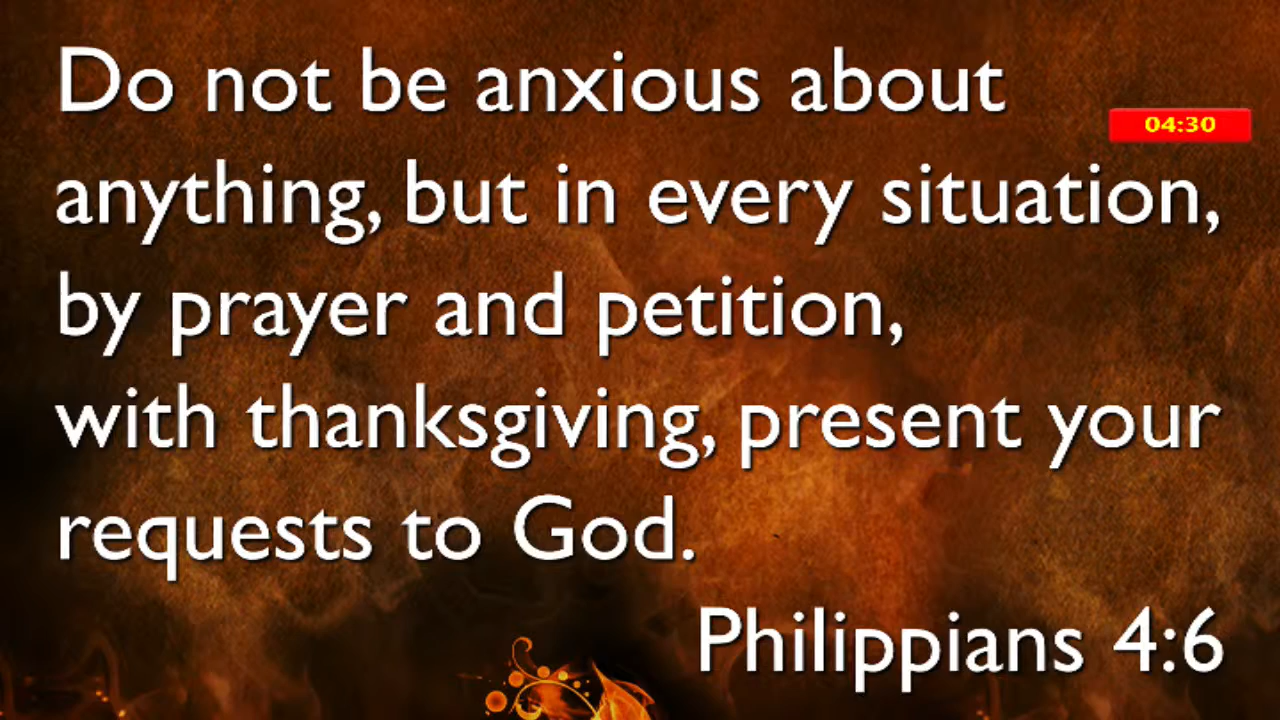 Do not be anxious about
04:30
anything, but in every situation,
by prayer and petition,
with thanksgiving, present your
requests to God.
Philippians 4:6